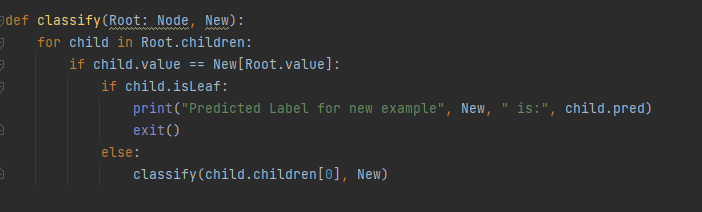 def classify(Root: Node, New):
    for child in Root.children:
        if child.value == New[Root.value]:
            if child.isLeaf:
                print("Predicted Label for new example", New, " is:", child.pred)
                exit()
            else:
                classify(child.children[0], New)